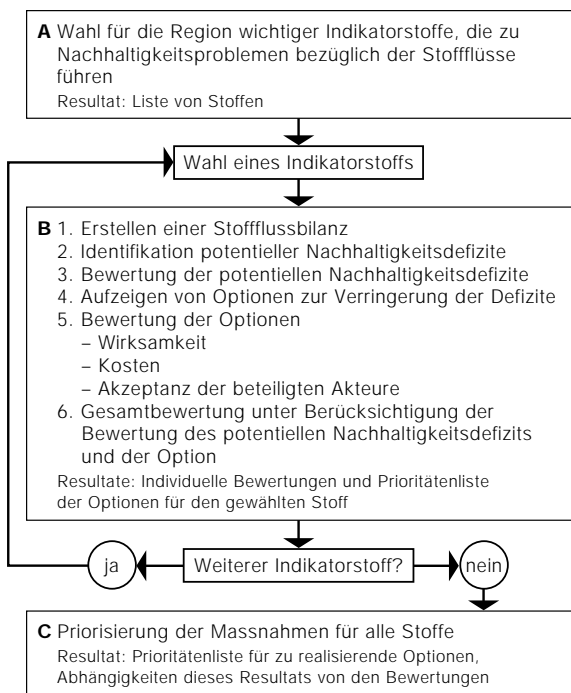 A Wahl für die Region wichtiger Indikatorstoffe, die zu
Nachhaltigkeitsproblemen bezüglich der Stoffflüsse
führen
Resultat: Liste von Stoffen
Wahl eines Indikatorstoffs
B 1. Erstellen einer Stoffflussbilanz
2. Identifikation potentieller Nachhaltigkeitsdefizite
3. Bewertung der potentiellen Nachhaltigkeitsdefizite
4. Aufzeigen von Optionen zur Verringerung der Defizite
5. Bewertung der Optionen
– Wirksamkeit
– Kosten
– Akzeptanz der beteiligten Akteure
6. Gesamtbewertung unter Berücksichtigung der
Bewertung des potentiellen Nachhaltigkeitsdefizits
und der Option
Resultate: Individuelle Bewertungen und Prioritätenliste
der Optionen für den gewählten Stoff
ja
Weiterer Indikatorstoff?
nein
C Priorisierung der Massnahmen für alle Stoffe
Resultat: Prioritätenliste für zu realisierende Optionen,
Abhängigkeiten dieses Resultats von den Bewertungen